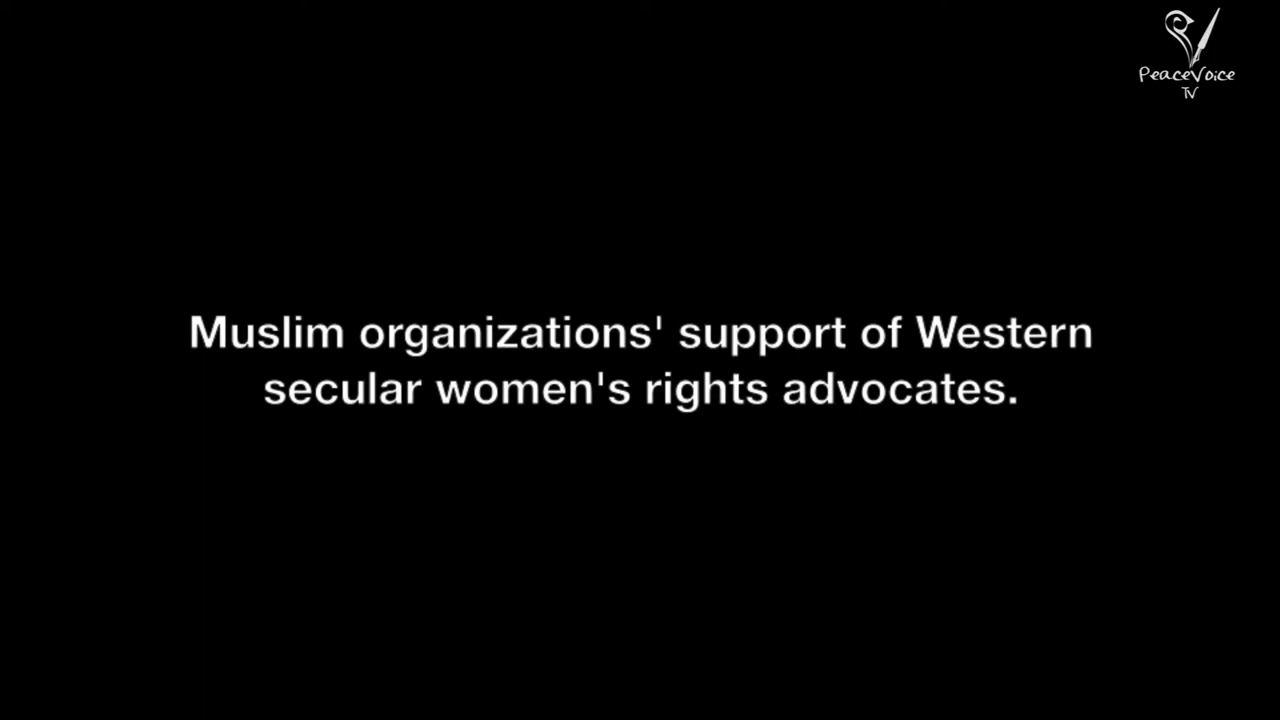 PeaceVoice
TV
Muslim organizations' support of Western
secular women's rights advocates.